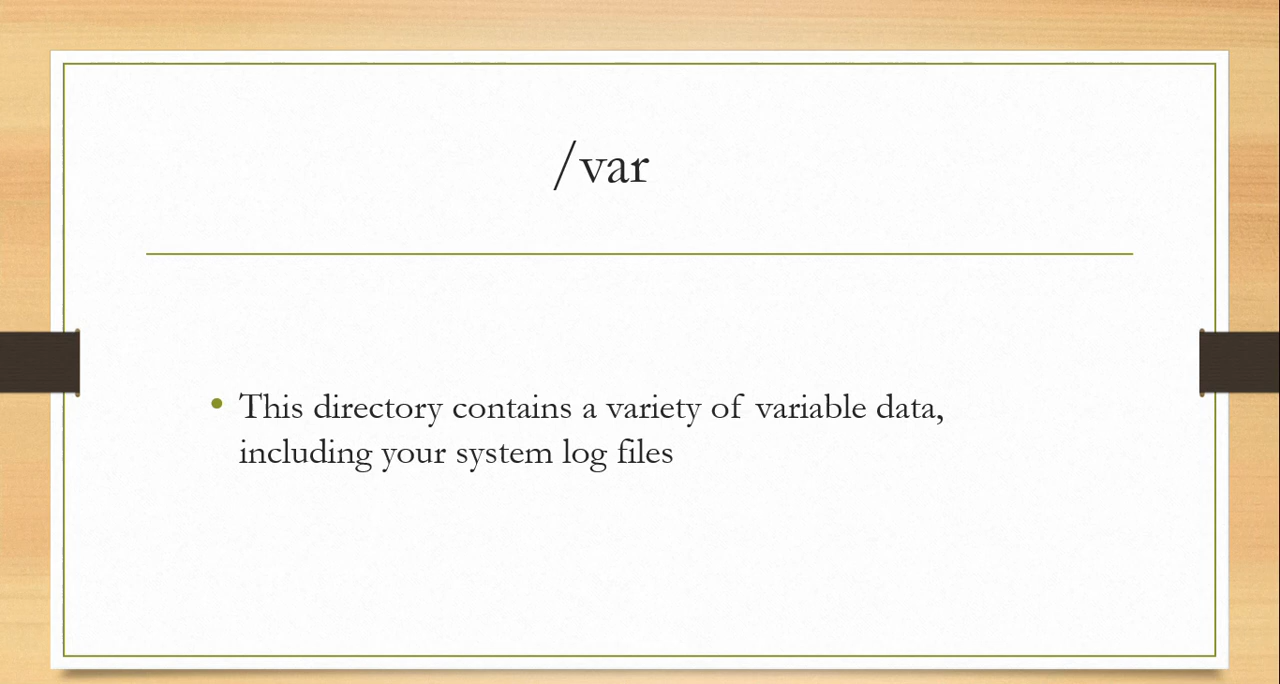 /var
• This directory contains a variety of variable data,
including your system log files